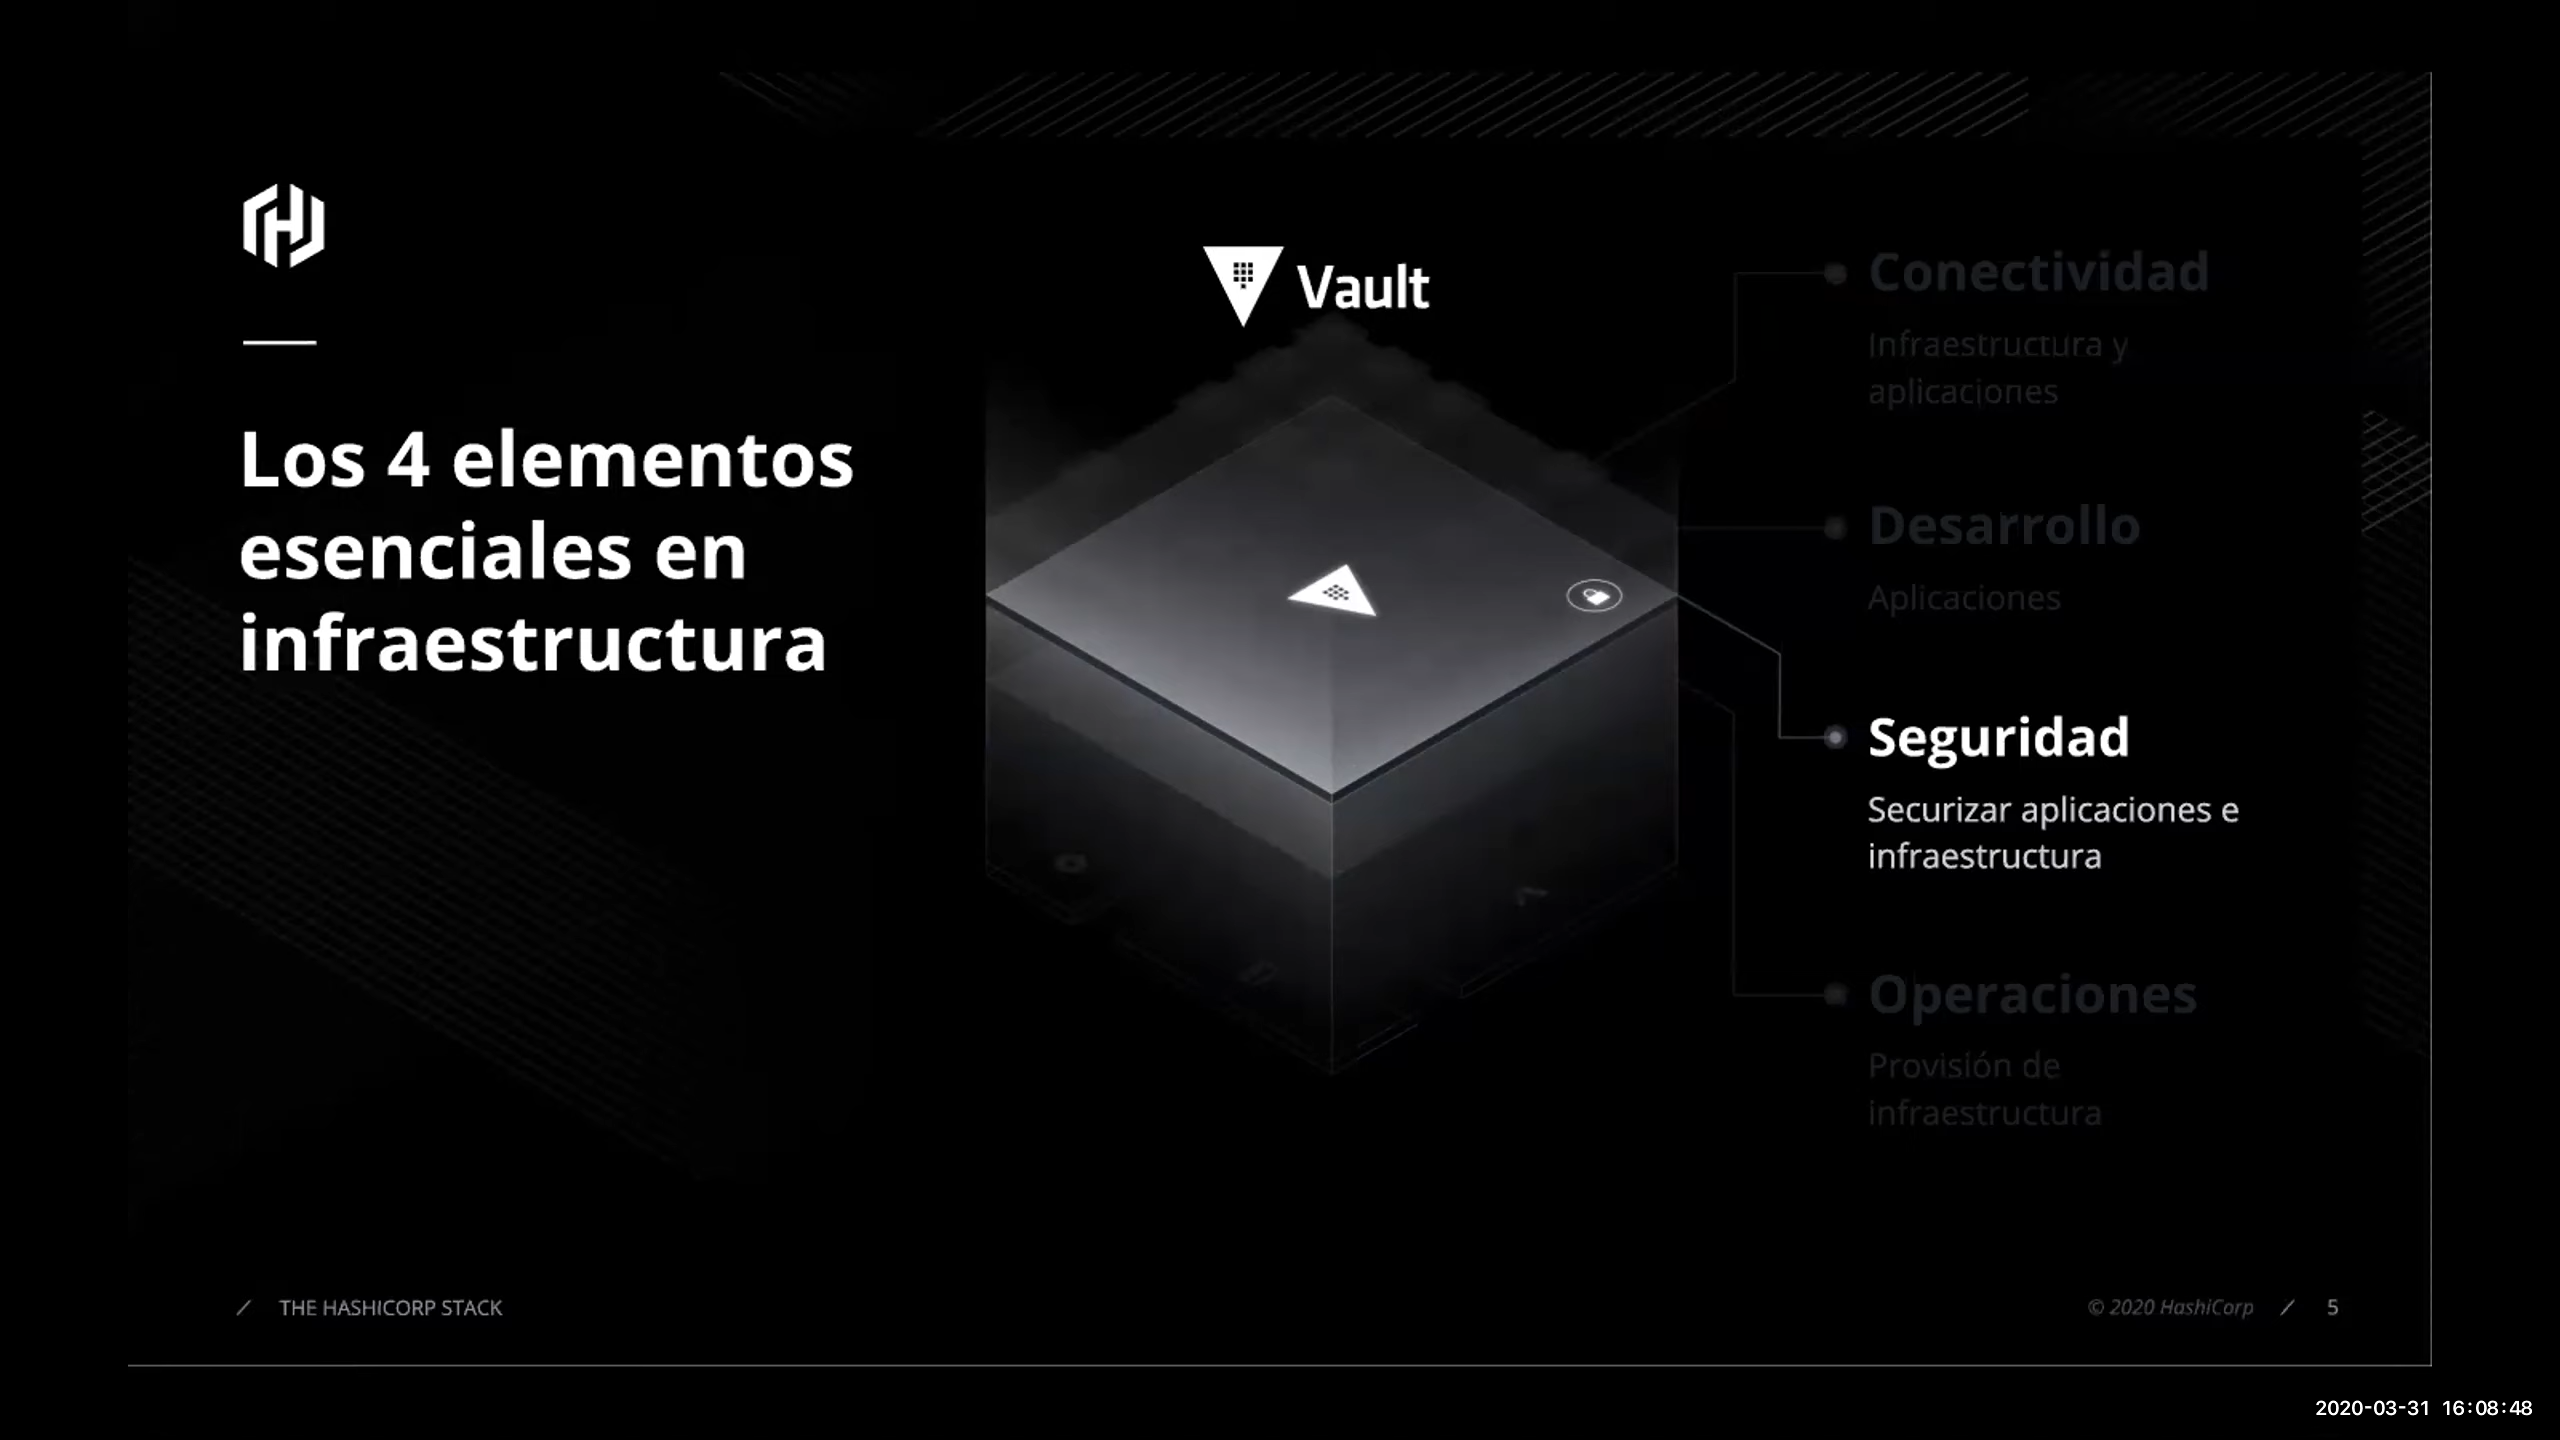 Los 4 elementos
esenciales en
infraestructura
Vault
Conectividad
Infraestructura y
aplicaciones
Desarrollo
Aplicaciones
Seguridad
Securizar aplicaciones e
infraestructura
Operaciones
Provisión de
infraestructura
/ THE HASHICORP STACK
© 2020 HashiCorp / 5
2020-03-31 16:08:48